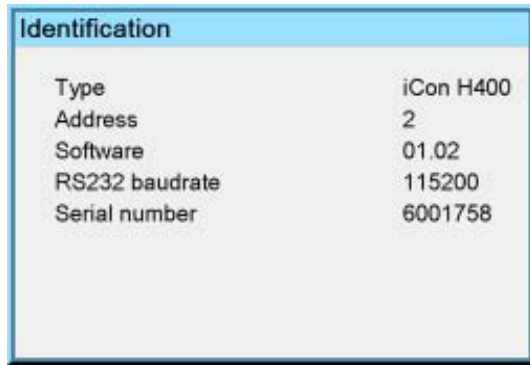 Identification
Type iCon H400
Address 2
Software 01.02
RS232 baudrate 115200
Serial number 6001758